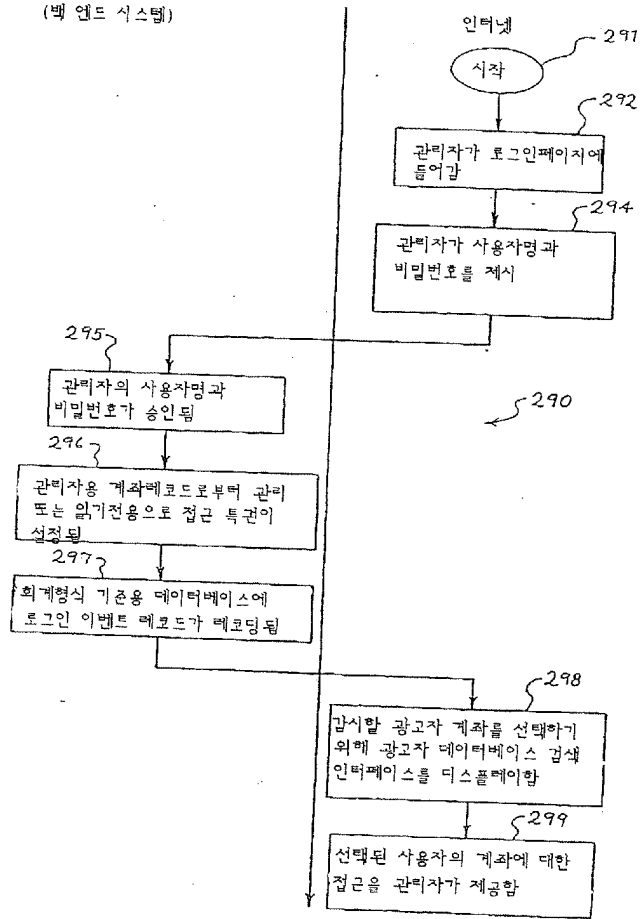 (백 엔드 시스템)
인터넷
291
시작
292
관리자가 로그인페이지에
들어감
294
관리자가 사용자명과
비밀번호를 제시
295
관리자의 사용자명과
비밀번호가 승인됨
290
296
관리자용 계좌레코드로부터 관리
또는 읽기전용으로 접근 특권이
설정됨
297
회계형식 기준용 데이터베이스에
로그인 이벤트 레코드가 레코딩됨
298
감시할 광고자 계좌를 선택하기
위해 광고자 데이터베이스 검색
인터페이스를 디스플레이함
299
선택된 사용자의 계좌에 대한
접근을 관리자가 제공함